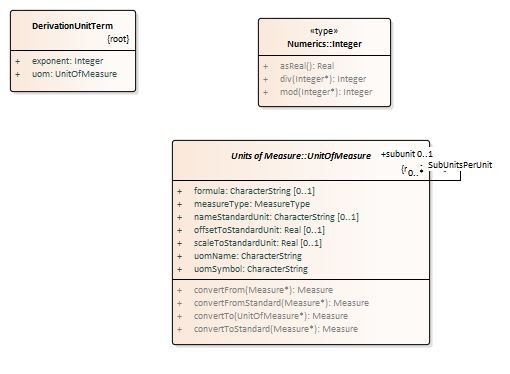 DerivationUnitTerm
{root}
+ exponent: Integer
+ uom: UnitOfMeasure
«type»
Numerics::Integer
+ asReal(): Real
+ div(Integer*): Integer
+ mod(Integer*): Integer
Units of Measure::UnitOfMeasure
+subunit 0..1
{r
0..*
SubUnitsPerUnit
+ formula: CharacterString [0..1]
+ measureType: MeasureType
+ nameStandardUnit: CharacterString [0..1]
+ offsetToStandardUnit: Real [0..1]
+ scaleToStandardUnit: Real [0..1]
+ uomName: CharacterString
+ uomSymbol: CharacterString
+ convertFrom(Measure*): Measure
+ convertFromStandard(Measure*): Measure
+ convertTo(UnitOfMeasure*): Measure
+ convertToStandard(Measure*): Measure